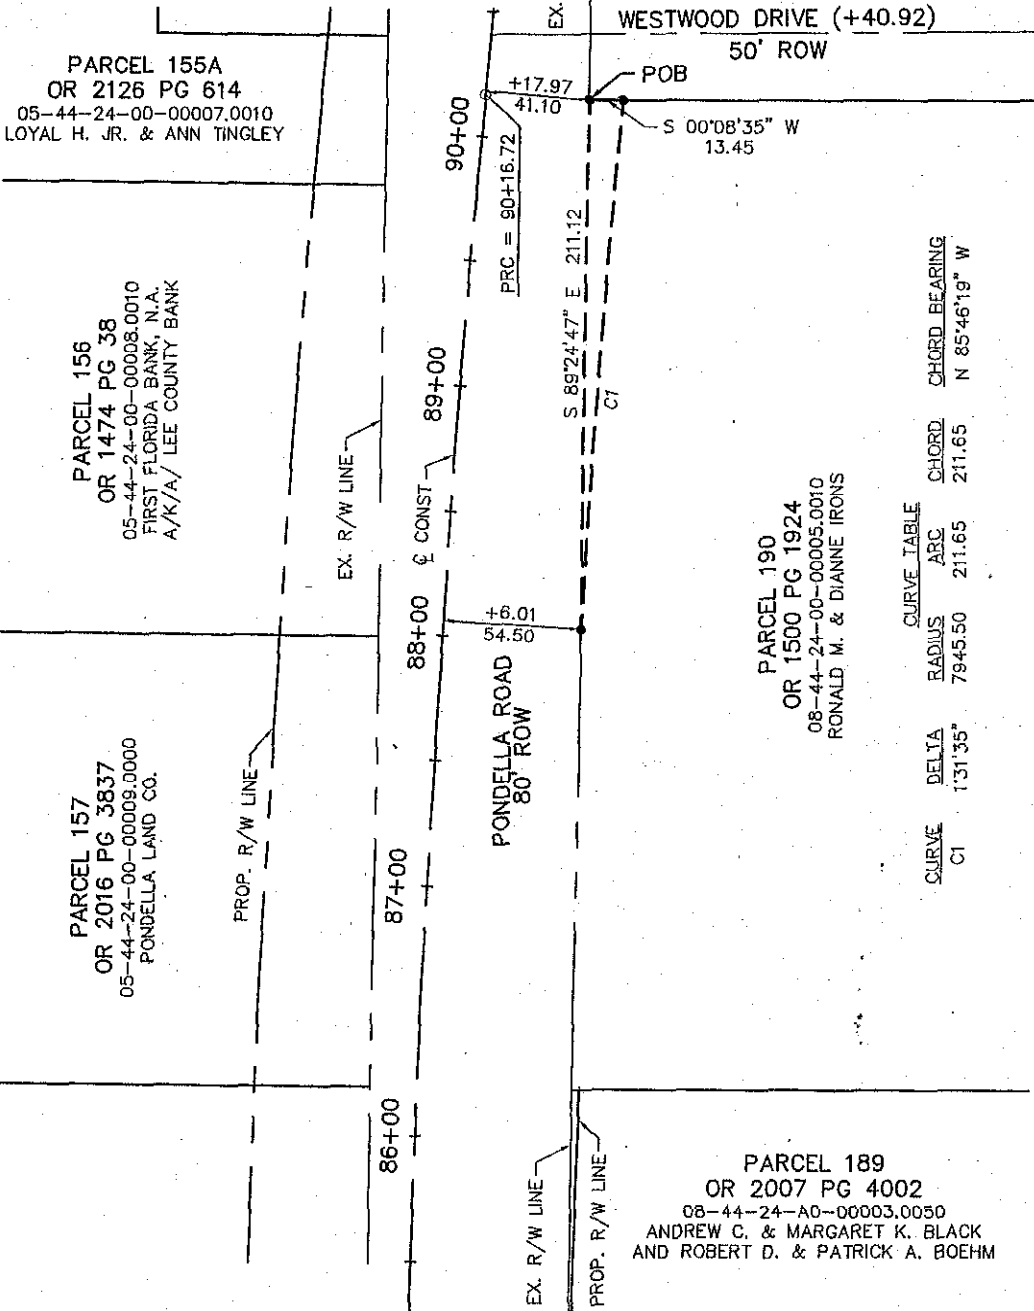 EX.
WESTWOOD DRIVE (+40.92)
50' ROW
PARCEL 155A
OR 2126 PG 614
05-44-24-00-00007.0010
LOYAL H. JR. & ANN TINGLEY
90+00
+17.97
41.10
POB
S 00°08'35" W
13.45
PRC = 90+16.72
S 89°24'47" E 211.12
C1
PARCEL 156
OR 1474 PG 38
05-44-24-00-00008.0010
FIRST FLORIDA BANK, N.A.
A/K/A/ LEE COUNTY BANK
EX. R/W LINE
89+00
℄ CONST
88+00
+6.01
54.50
PONDELLA ROAD
80' ROW
PARCEL 190
OR 1500 PG 1924
08-44-24-00-00005.0010
RONALD M. & DIANNE IRONS
CURVE TABLE
CURVE DELTA RADIUS ARC CHORD CHORD BEARING
C1 1°31'35" 7945.50 211.65 211.65 N 85°46'19" W
PARCEL 157
OR 2016 PG 3837
05-44-24-00-00009.0000
PONDELLA LAND CO.
PROP. R/W LINE
87+00
86+00
EX. R/W LINE
PROP. R/W LINE
PARCEL 189
OR 2007 PG 4002
08-44-24-A0-00003.0050
ANDREW C. & MARGARET K. BLACK
AND ROBERT D. & PATRICK A. BOEHM